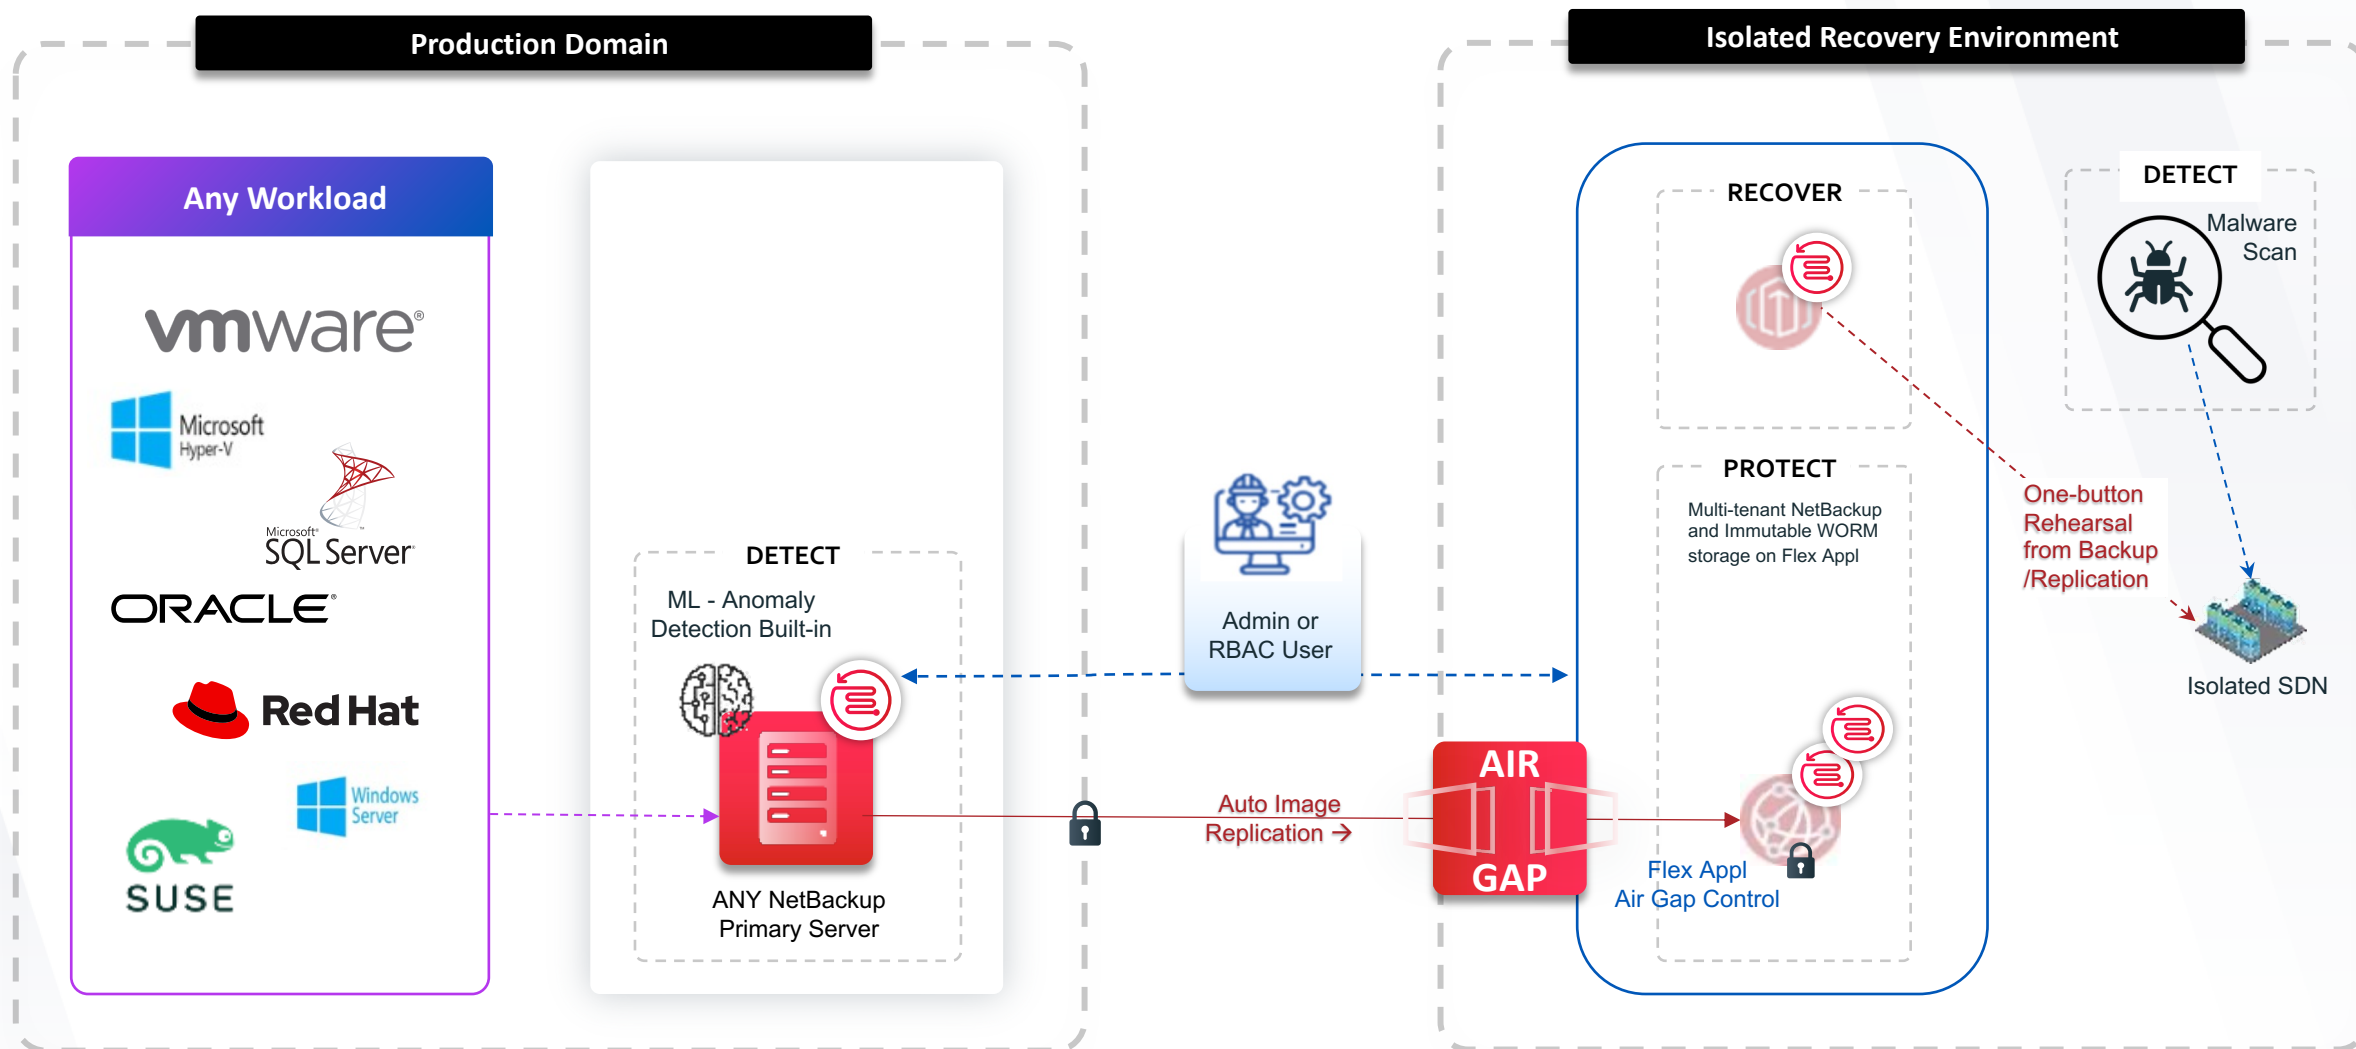 Production Domain
Isolated Recovery Environment
Any Workload
vmware®
Microsoft
Hyper-V
Microsoft®
SQL Server
ORACLE®
Red Hat
Windows
Server
SUSE
DETECT
ML - Anomaly
Detection Built-in
ANY NetBackup
Primary Server
Admin or
RBAC User
Auto Image
Replication →
AIR
GAP
RECOVER
PROTECT
Multi-tenant NetBackup
and Immutable WORM
storage on Flex Appl
Flex Appl
Air Gap Control
DETECT
Malware
Scan
One-button
Rehearsal
from Backup
/Replication
Isolated SDN